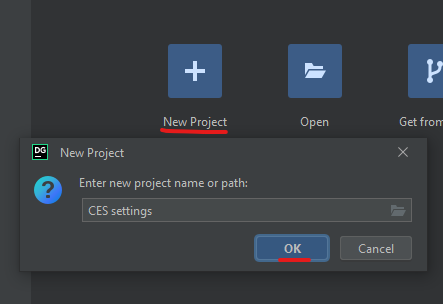 New Project
Open
Get from
DG
New Project
Enter new project name or path:
CES settings
OK
Cancel